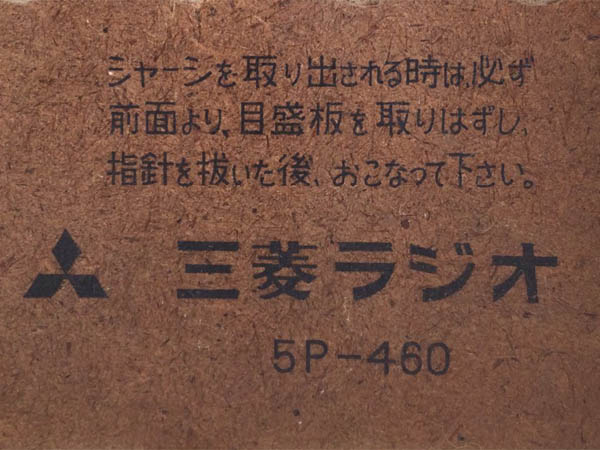 シャーシを取り出される時は、必ず
前面より、目盛板を取りはずし、
指針を抜いた後、おこなって下さい。
三菱ラジオ
5P-460